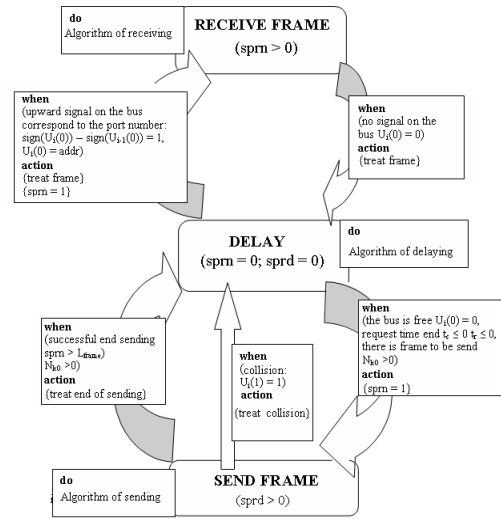 do
Algorithm of receiving
RECEIVE FRAME
(sprn > 0)
when
(upward signal on the bus
correspond to the port number:
sign(Uᵢ(0)) – sign(Uᵢ₋₁(0)) = 1,
Uᵢ(0) = addr)
action
{treat frame}
{sprn = 1}
when
(no signal on the
bus Uᵢ(0) = 0)
action
{treat frame}
DELAY
(sprn = 0; sprd = 0)
do
Algorithm of delaying
when
(successful end sending
sprn > L_frame)
N_k0 >0)
action
{treat end of sending}
when
(collision:
Uᵢ(1) = 1)
action
{treat collision}
when
(the bus is free Uᵢ(0) = 0,
request time end
≤ 0
≤ 0,
there is frame to be send
N_k0 >0)
action
{sprn = 1}
do
Algorithm of sending
SEND FRAME
(sprd > 0)